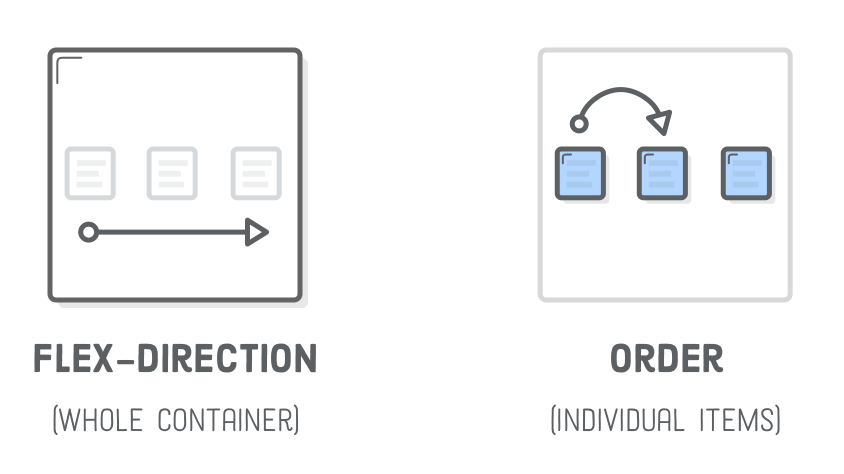 FLEX-DIRECTION
(WHOLE CONTAINER)
ORDER
(INDIVIDUAL ITEMS)